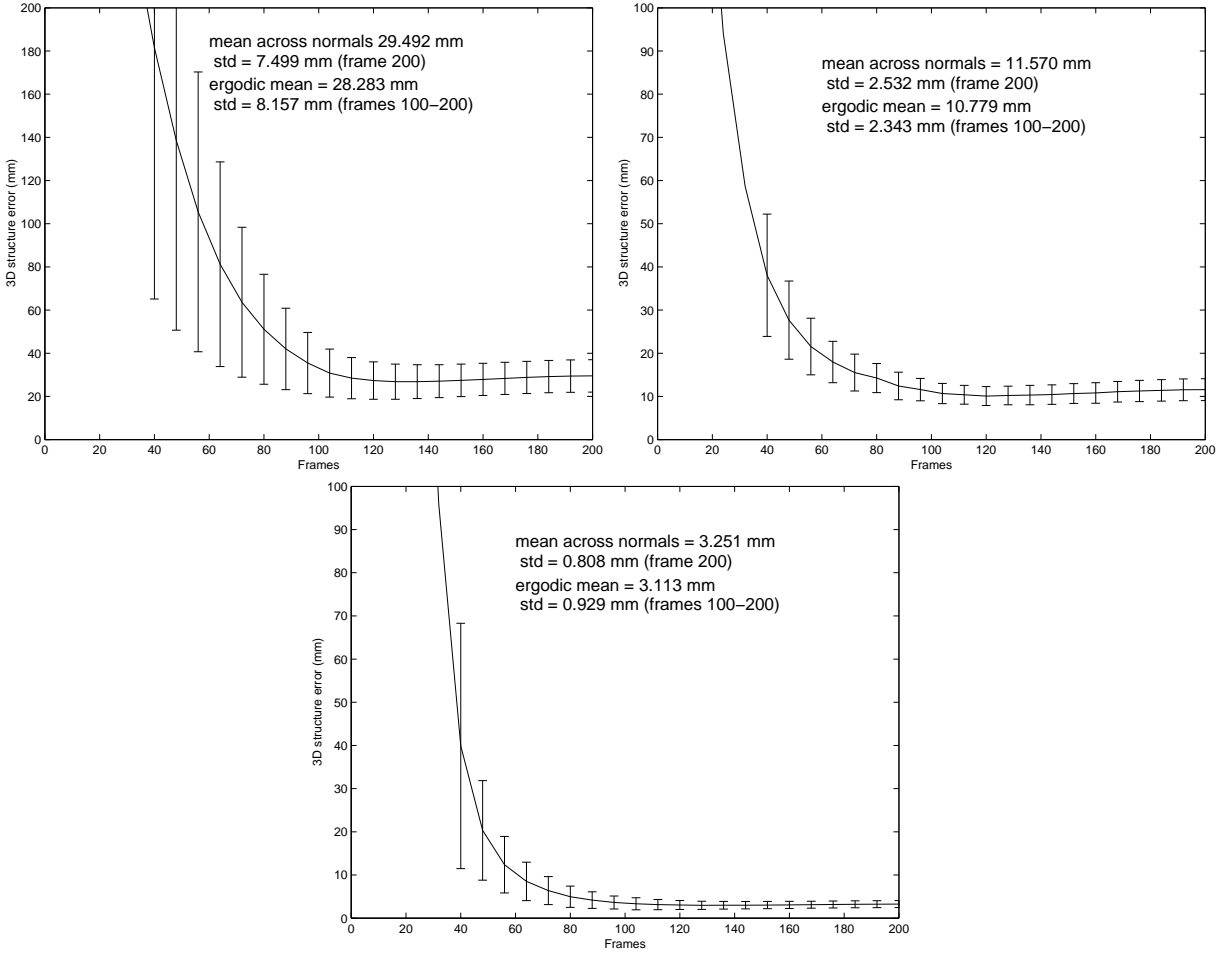 200
180
160
140
120
100
80
60
40
20
0
3D structure error (mm)
mean across normals 29.492 mm
std = 7.499 mm (frame 200)
ergodic mean = 28.283 mm
std = 8.157 mm (frames 100−200)
0 20 40 60 80 100 120 140 160 180 200
Frames
100
90
80
70
60
50
40
30
20
10
0
3D structure error (mm)
mean across normals = 11.570 mm
std = 2.532 mm (frame 200)
ergodic mean = 10.779 mm
std = 2.343 mm (frames 100−200)
0 20 40 60 80 100 120 140 160 180 200
Frames
100
90
80
70
60
50
40
30
20
10
0
3D structure error (mm)
mean across normals = 3.251 mm
std = 0.808 mm (frame 200)
ergodic mean = 3.113 mm
std = 0.929 mm (frames 100−200)
0 20 40 60 80 100 120 140 160 180 200
Frames